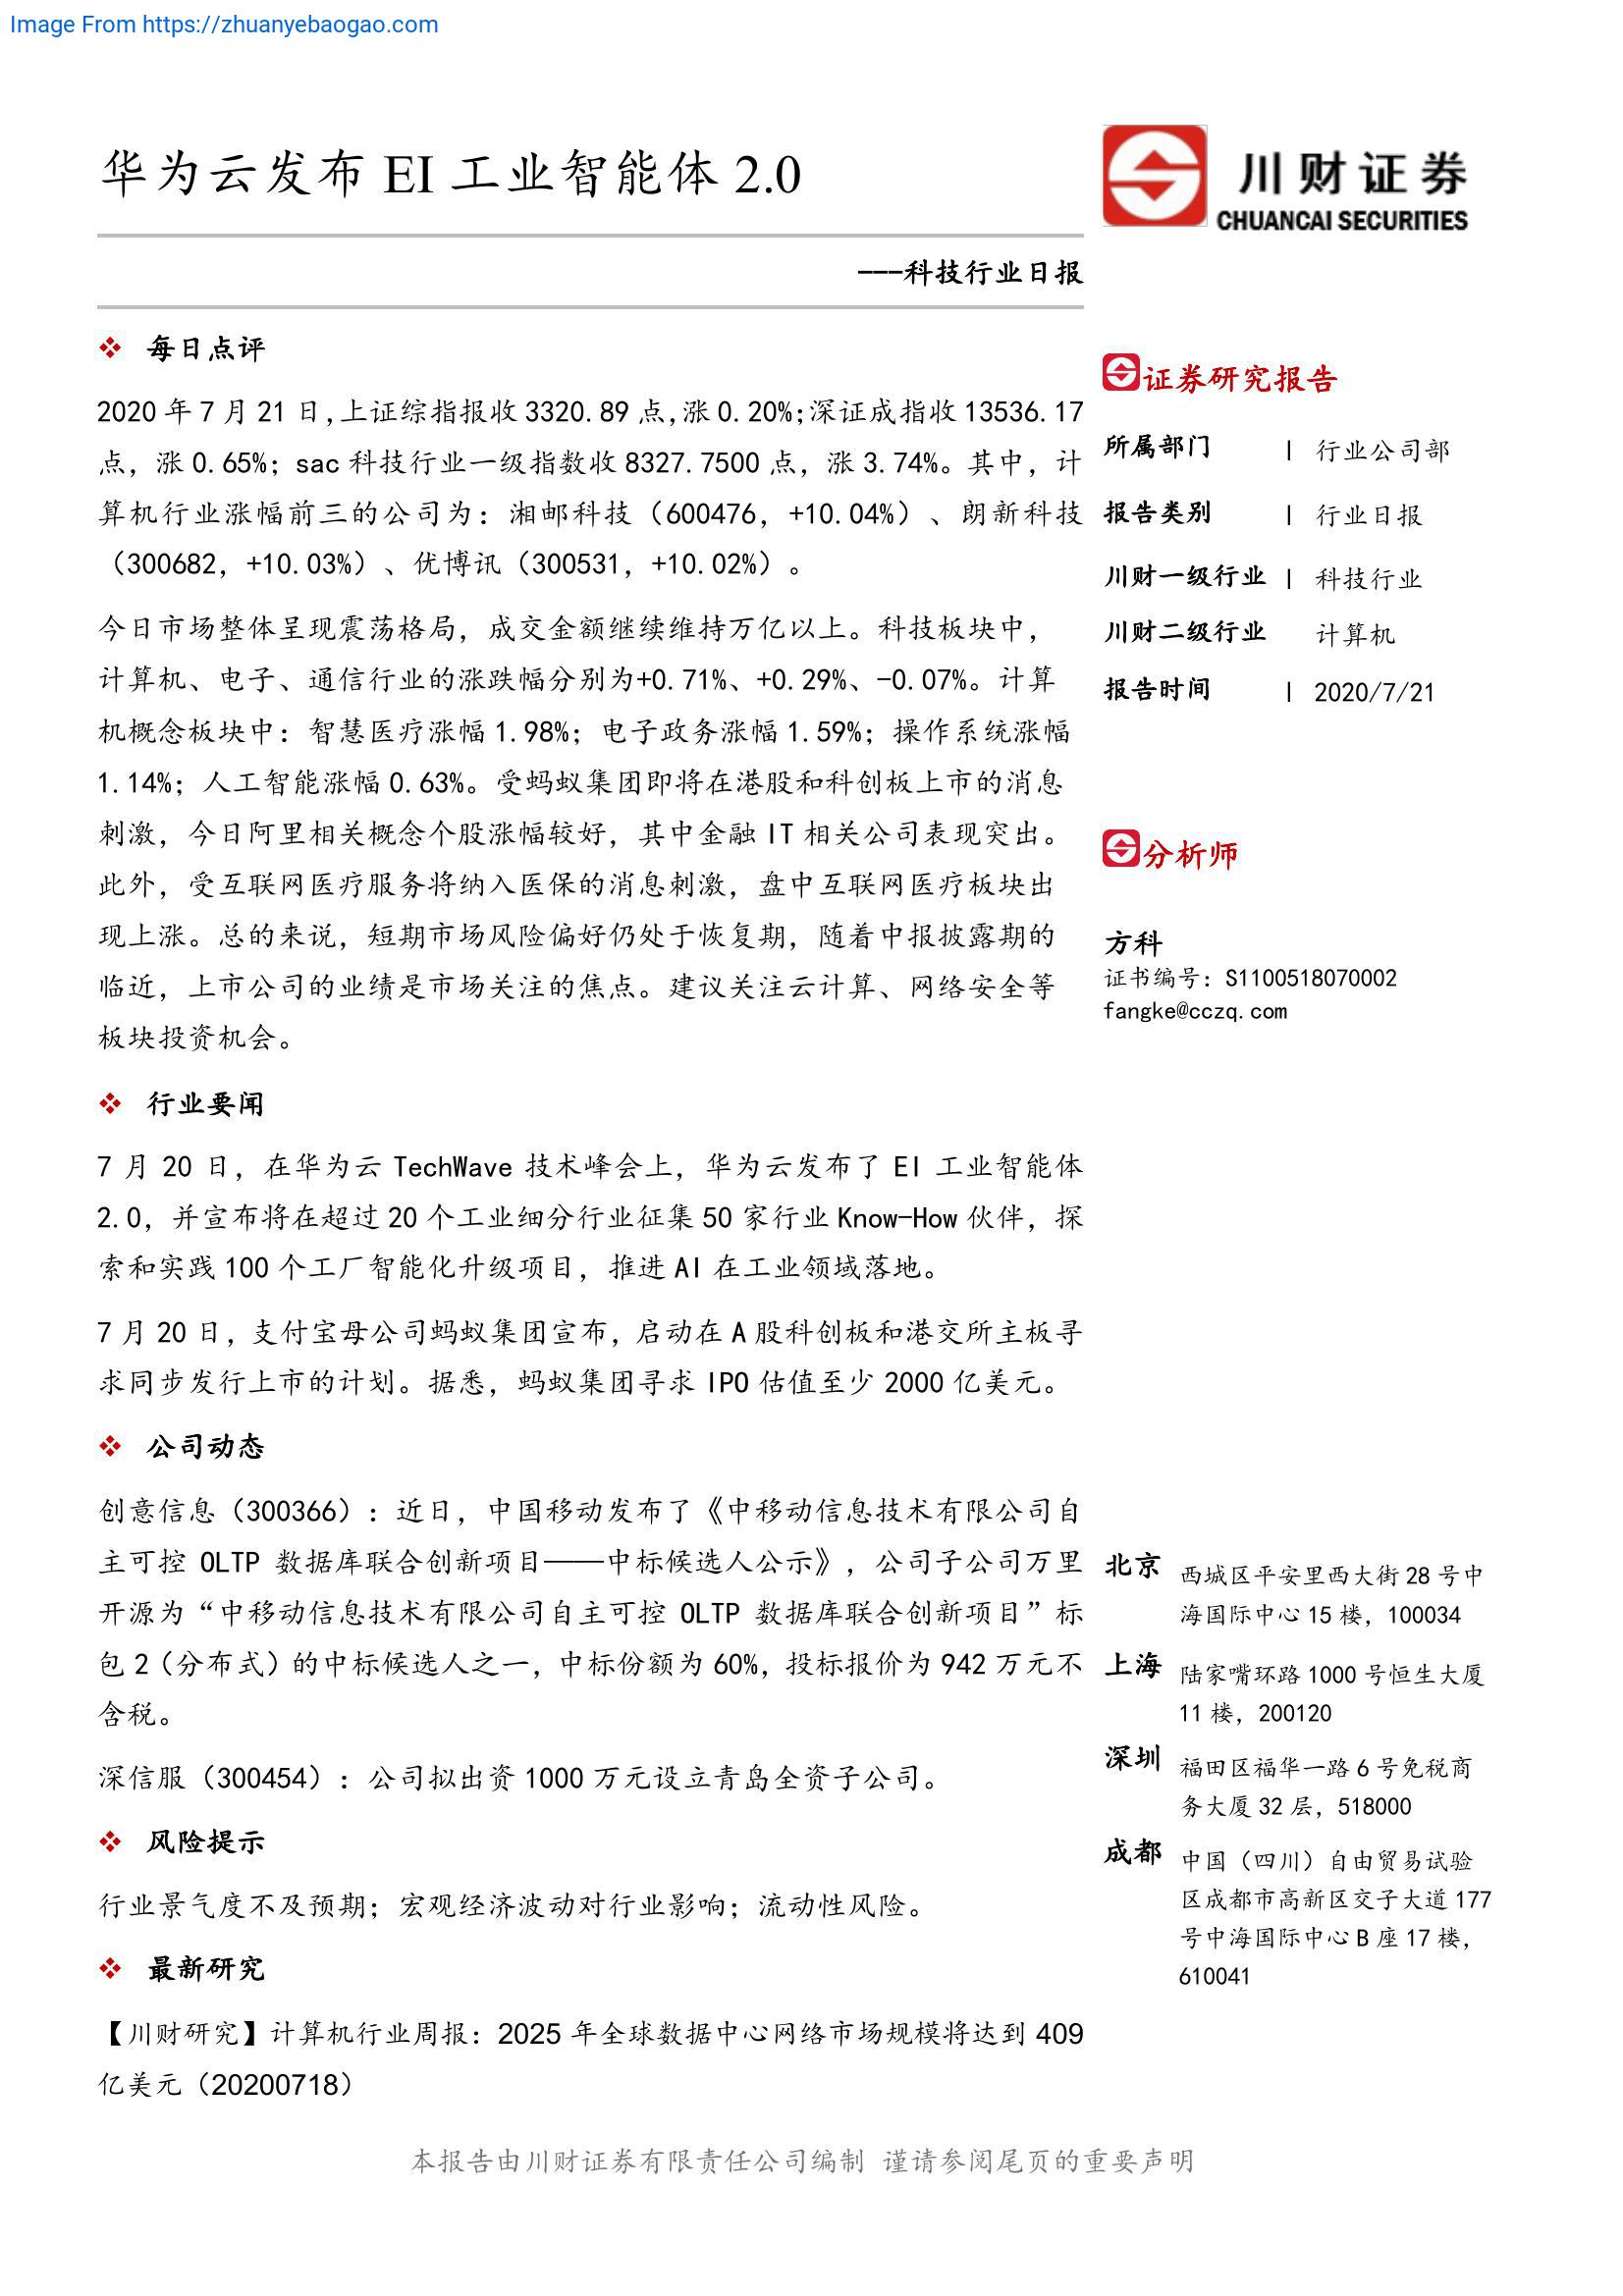 Image From https://zhuanyebaogao.com
华为云发布 EI 工业智能体 2.0
川财证券
CHUANCAI SECURITIES
---科技行业日报
❖ 每日点评
2020 年 7 月 21 日,上证综指报收 3320.89 点,涨 0.20%;深证成指收 13536.17
点，涨 0.65%；sac 科技行业一级指数收 8327.7500 点，涨 3.74%。其中，计
算机行业涨幅前三的公司为：湘邮科技（600476，+10.04%）、朗新科技
（300682，+10.03%）、优博讯（300531，+10.02%）。
今日市场整体呈现震荡格局，成交金额继续维持万亿以上。科技板块中，
计算机、电子、通信行业的涨跌幅分别为+0.71%、+0.29%、-0.07%。计算
机概念板块中：智慧医疗涨幅 1.98%；电子政务涨幅 1.59%；操作系统涨幅
1.14%；人工智能涨幅 0.63%。受蚂蚁集团即将在港股和科创板上市的消息
刺激，今日阿里相关概念个股涨幅较好，其中金融 IT 相关公司表现突出。
此外，受互联网医疗服务将纳入医保的消息刺激，盘中互联网医疗板块出
现上涨。总的来说，短期市场风险偏好仍处于恢复期，随着中报披露期的
临近，上市公司的业绩是市场关注的焦点。建议关注云计算、网络安全等
板块投资机会。
❖ 行业要闻
7 月 20 日，在华为云 TechWave 技术峰会上，华为云发布了 EI 工业智能体
2.0，并宣布将在超过 20 个工业细分行业征集 50 家行业 Know-How 伙伴，探
索和实践 100 个工厂智能化升级项目，推进 AI 在工业领域落地。
7 月 20 日，支付宝母公司蚂蚁集团宣布，启动在 A 股科创板和港交所主板寻
求同步发行上市的计划。据悉，蚂蚁集团寻求 IPO 估值至少 2000 亿美元。
❖ 公司动态
创意信息（300366）：近日，中国移动发布了《中移动信息技术有限公司自
主可控 OLTP 数据库联合创新项目——中标候选人公示》，公司子公司万里
开源为“中移动信息技术有限公司自主可控 OLTP 数据库联合创新项目”标
包 2（分布式）的中标候选人之一，中标份额为 60%，投标报价为 942 万元不
含税。
深信服（300454）：公司拟出资 1000 万元设立青岛全资子公司。
❖ 风险提示
行业景气度不及预期；宏观经济波动对行业影响；流动性风险。
❖ 最新研究
【川财研究】计算机行业周报：2025 年全球数据中心网络市场规模将达到 409
亿美元（20200718）
证券研究报告
所属部门 | 行业公司部
报告类别 | 行业日报
川财一级行业 | 科技行业
川财二级行业 计算机
报告时间 | 2020/7/21
分析师
方科
证书编号：S1100518070002
fangke@cczq.com
北京 西城区平安里西大街 28 号中
海国际中心 15 楼，100034
上海 陆家嘴环路 1000 号恒生大厦
11 楼，200120
深圳 福田区福华一路 6 号免税商
务大厦 32 层，518000
成都 中国（四川）自由贸易试验
区成都市高新区交子大道 177
号中海国际中心 B 座 17 楼，
610041
本报告由川财证券有限责任公司编制 谨请参阅尾页的重要声明